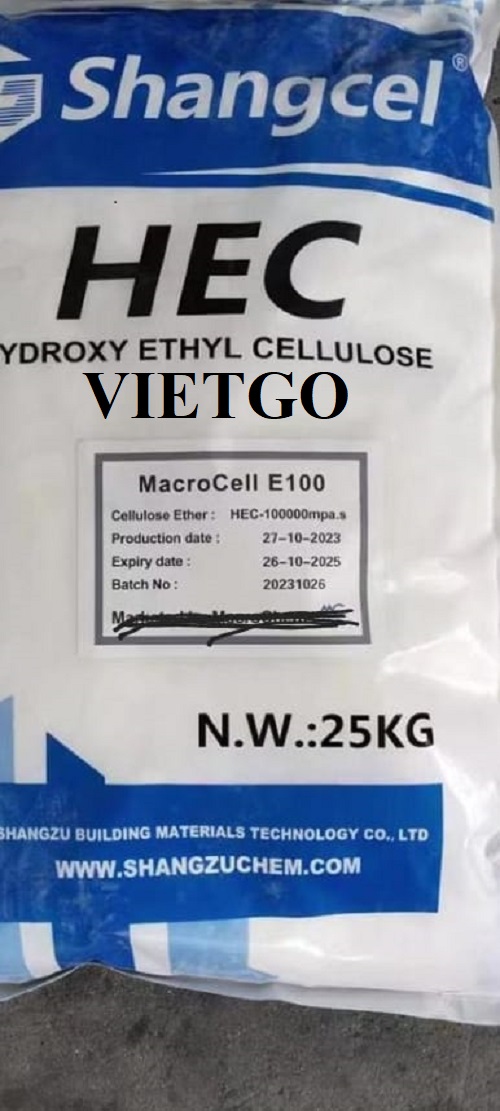 Shangcel®
HEC
YDROXY ETHYL CELLULOSE
VIETGO
MacroCell E100
Cellulose Ether : HEC-100000mpa.s
Production date : 27-10-2023
Expiry date : 26-10-2025
Batch No : 20231026
N.W.:25KG
SHANGZU BUILDING MATERIALS TECHNOLOGY CO., LTD
WWW.SHANGZUCHEM.COM